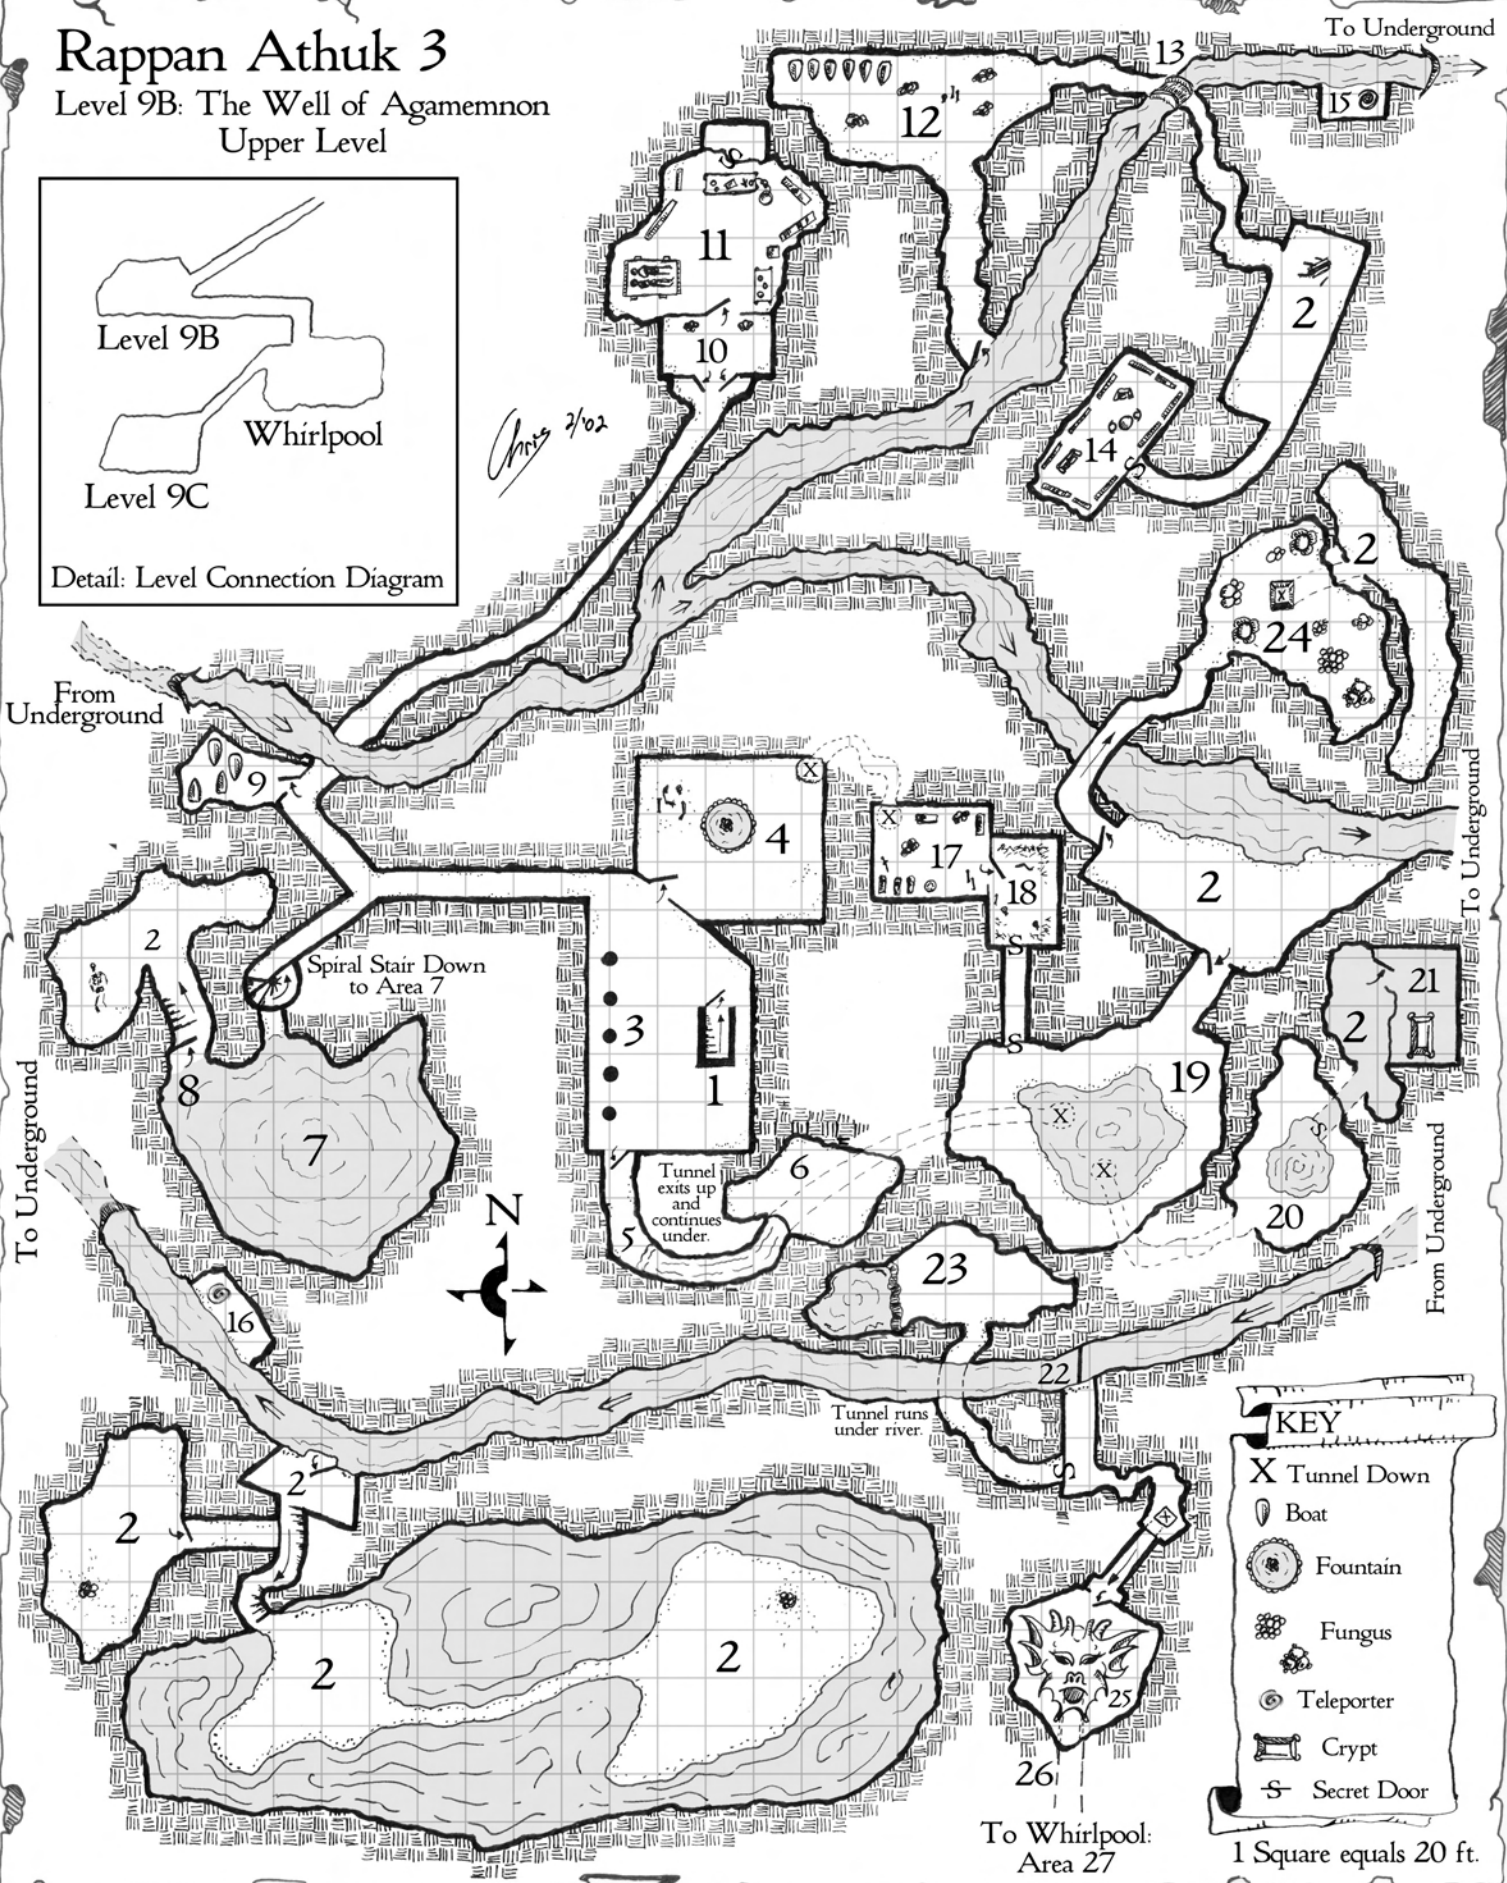 Rappan Athuk 3
Level 9B: The Well of Agamemnon
Upper Level
To Underground
13
15
12
11
10
2
Level 9B
Whirlpool
Level 9C
Detail: Level Connection Diagram
Chris 2/'02
14
S
S
2
24
X
From
Underground
9
4
X
X
17
18
S
2
To Underground
2
Spiral Stair Down
to Area 7
3
1
21
2
S
19
8
7
To Underground
Tunnel
exits up
and
continues
under.
5
6
X
X
S
20
From Underground
N
16
23
22
Tunnel runs
under river.
S
X
2
2
2
2
25
26
To Whirlpool:
Area 27
KEY
X Tunnel Down
Boat
Fountain
Fungus
Teleporter
Crypt
S Secret Door
1 Square equals 20 ft.